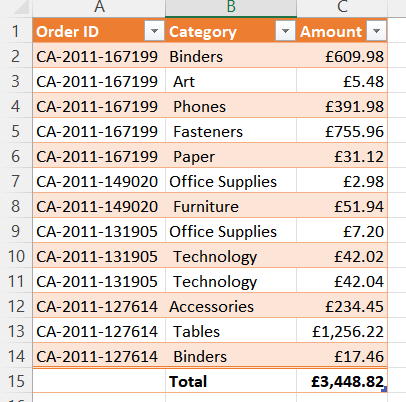 A B C
1 Order ID Category Amount
2 CA-2011-167199 Binders £609.98
3 CA-2011-167199 Art £5.48
4 CA-2011-167199 Phones £391.98
5 CA-2011-167199 Fasteners £755.96
6 CA-2011-167199 Paper £31.12
7 CA-2011-149020 Office Supplies £2.98
8 CA-2011-149020 Furniture £51.94
9 CA-2011-131905 Office Supplies £7.20
10 CA-2011-131905 Technology £42.02
11 CA-2011-131905 Technology £42.04
12 CA-2011-127614 Accessories £234.45
13 CA-2011-127614 Tables £1,256.22
14 CA-2011-127614 Binders £17.46
15 Total £3,448.82